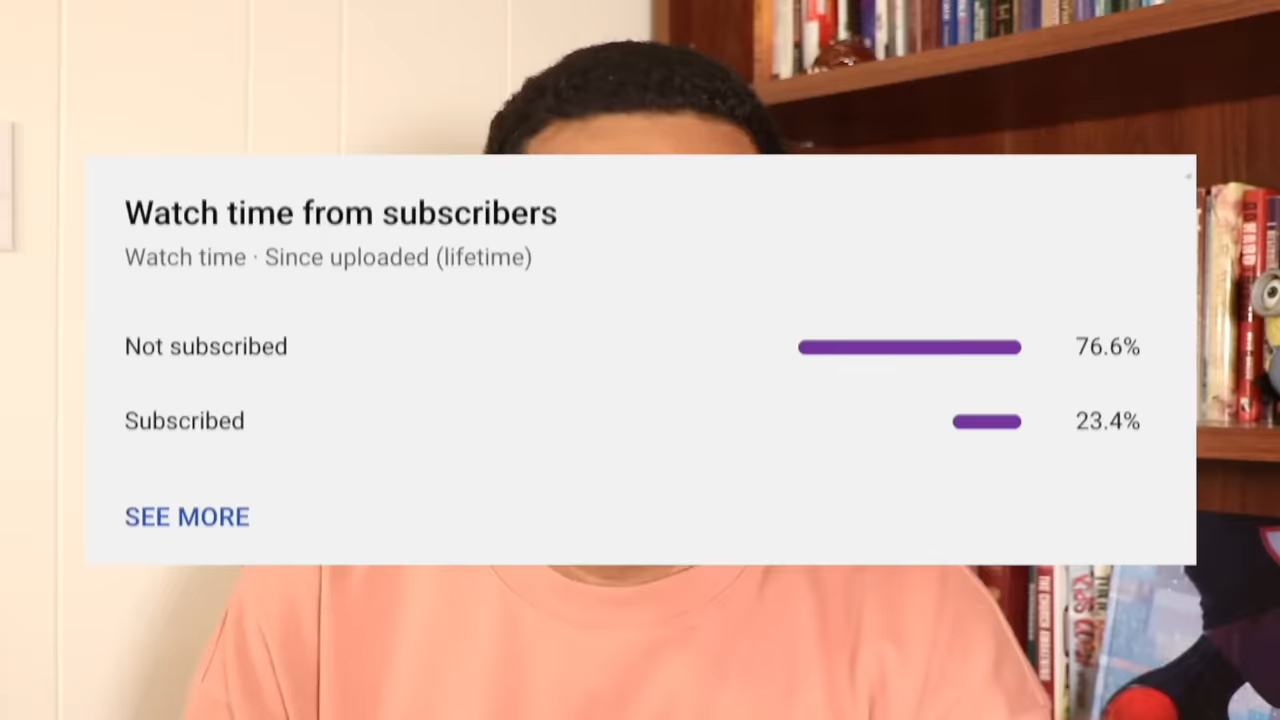 Watch time from subscribers
Watch time · Since uploaded (lifetime)
Not subscribed 76.6%
Subscribed 23.4%
SEE MORE